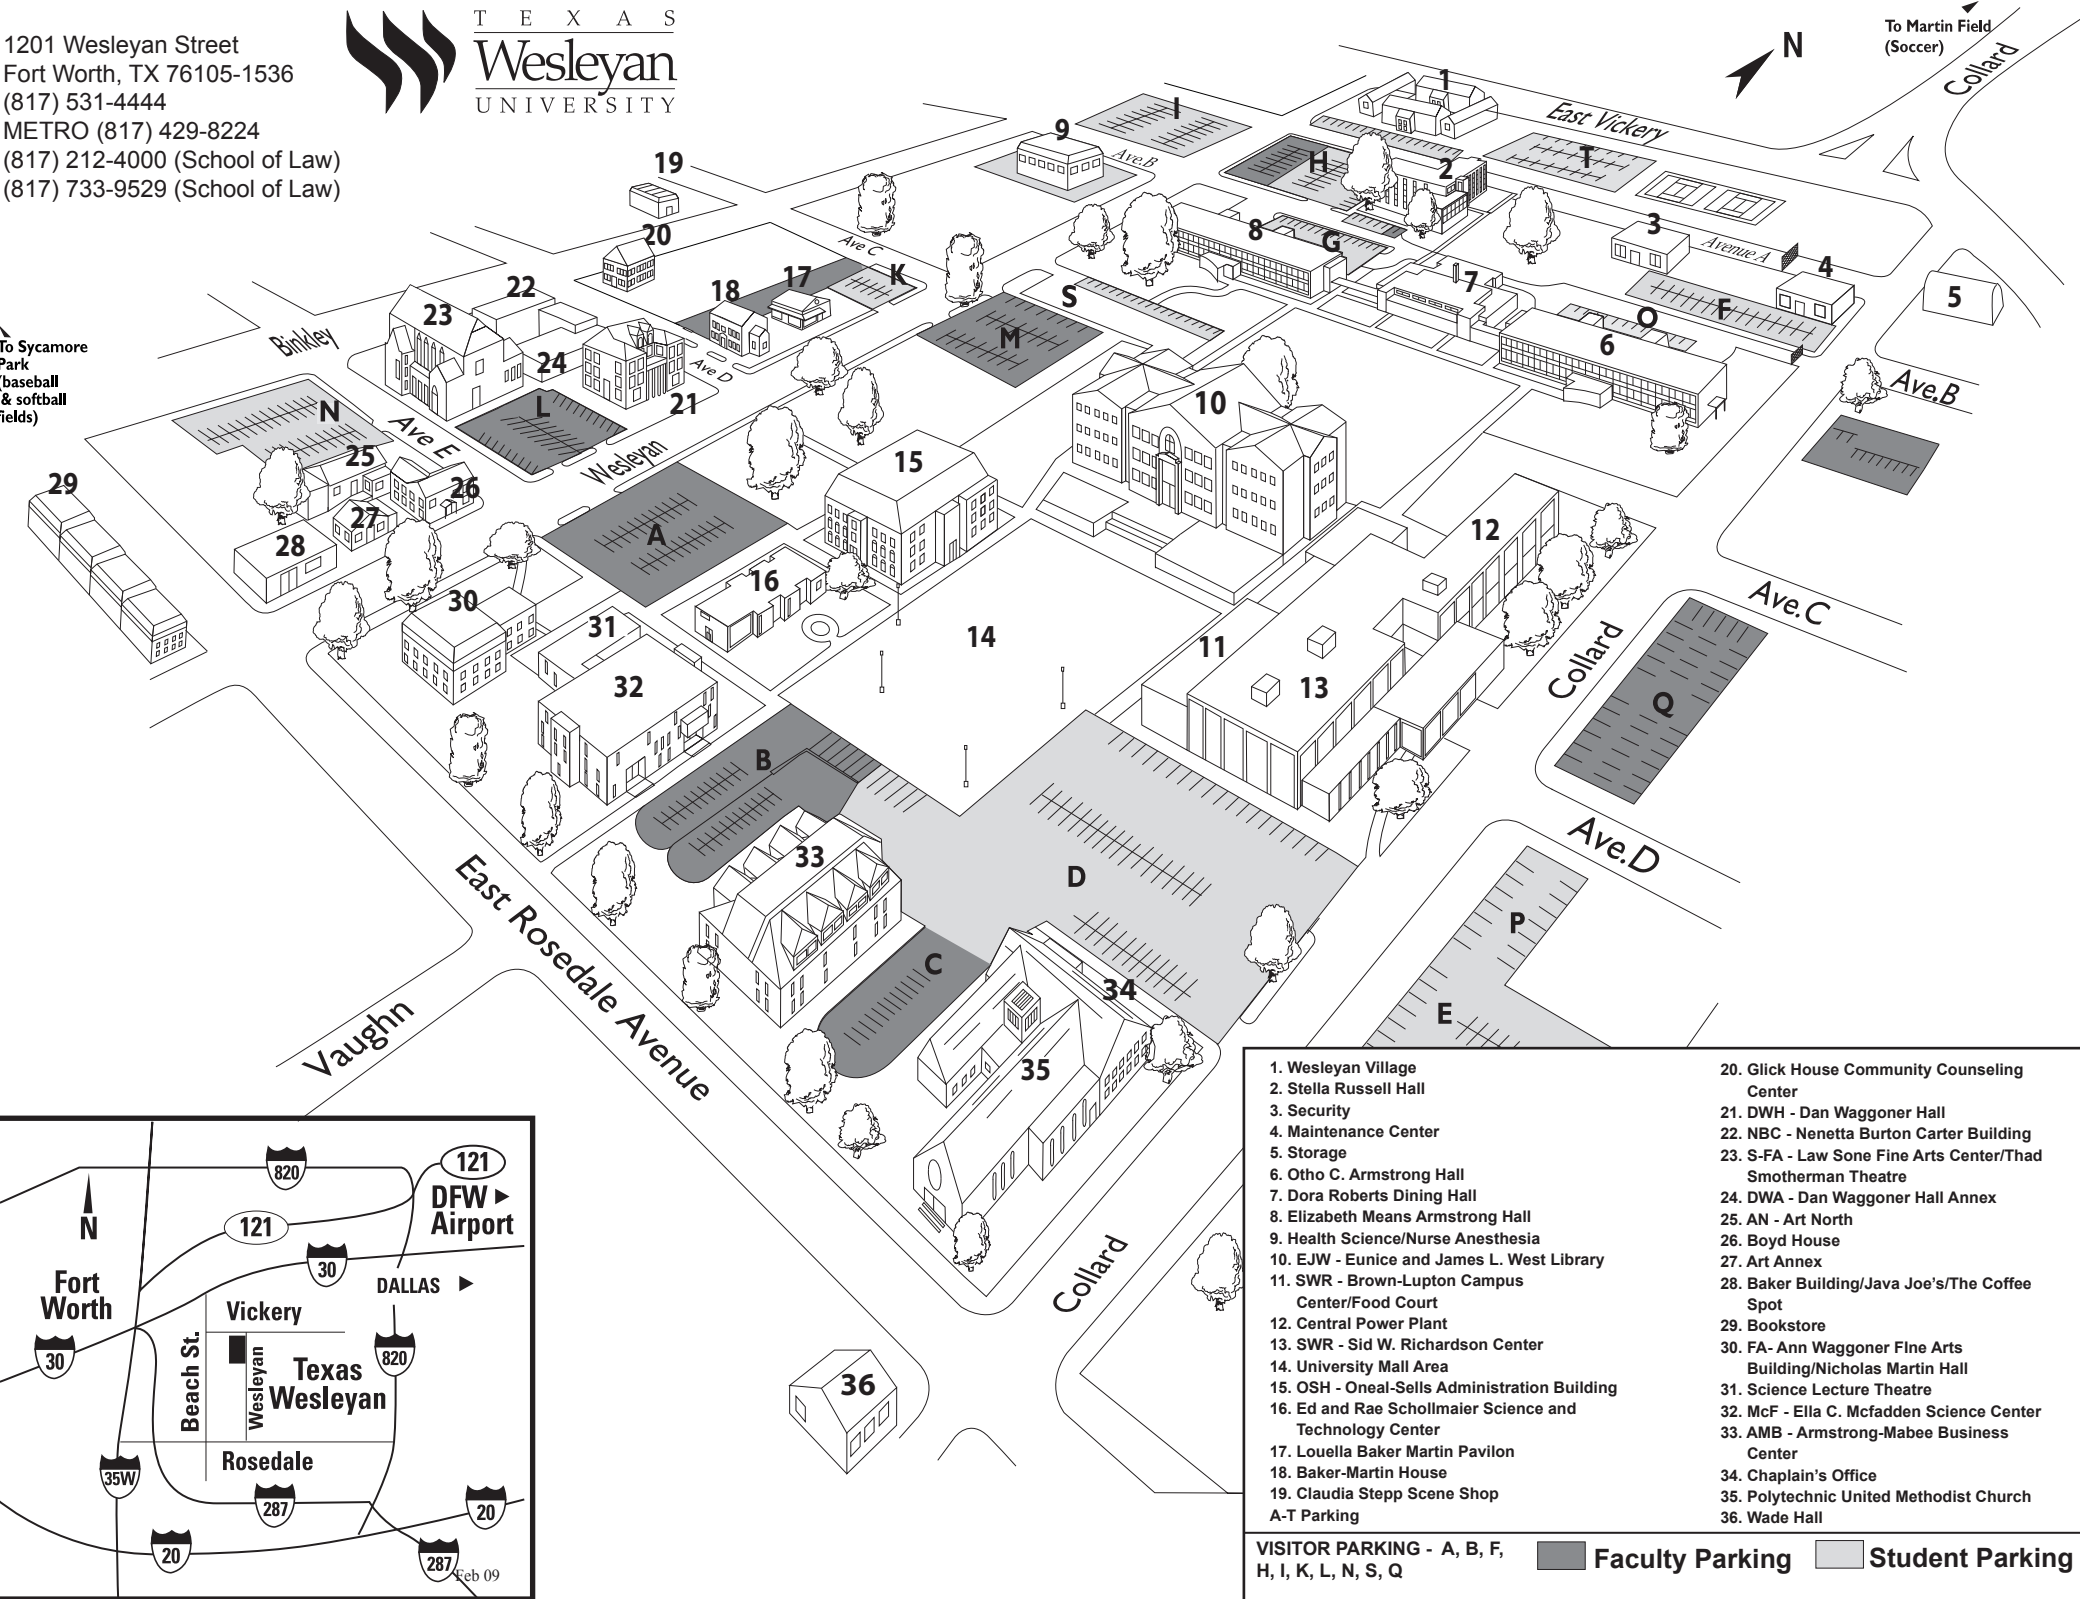 1201 Wesleyan Street
Fort Worth, TX 76105-1536
(817) 531-4444
METRO (817) 429-8224
(817) 212-4000 (School of Law)
(817) 733-9529 (School of Law)
TEXAS
Wesleyan
UNIVERSITY
To Martin Field
(Soccer)
N
Collard
East Vickery
1
I
9
Ave.B
H
2
T
19
20
Ave C
8
G
3
Avenue A
4
5
22
23
18
17
K
S
7
O
F
To Sycamore
Park
(baseball
& softball
fields)
Binkley
24
Ave D
M
6
Ave.B
N
L
21
10
Ave E
Wesleyan
25
26
15
29
27
28
A
12
16
Ave.C
30
31
14
11
Collard
32
13
Q
B
33
D
Ave.D
East Rosedale Avenue
P
C
34
E
35
Vaughn
Collard
36
820
121
DFW
Airport
N
121
30
Fort
Worth
DALLAS
Vickery
30
Beach St.
Wesleyan
820
Texas
Wesleyan
Rosedale
35W
287
20
20
287
Feb 09
1. Wesleyan Village
2. Stella Russell Hall
3. Security
4. Maintenance Center
5. Storage
6. Otho C. Armstrong Hall
7. Dora Roberts Dining Hall
8. Elizabeth Means Armstrong Hall
9. Health Science/Nurse Anesthesia
10. EJW - Eunice and James L. West Library
11. SWR - Brown-Lupton Campus
Center/Food Court
12. Central Power Plant
13. SWR - Sid W. Richardson Center
14. University Mall Area
15. OSH - Oneal-Sells Administration Building
16. Ed and Rae Schollmaier Science and
Technology Center
17. Louella Baker Martin Pavilon
18. Baker-Martin House
19. Claudia Stepp Scene Shop
A-T Parking
20. Glick House Community Counseling
Center
21. DWH - Dan Waggoner Hall
22. NBC - Nenetta Burton Carter Building
23. S-FA - Law Sone Fine Arts Center/Thad
Smotherman Theatre
24. DWA - Dan Waggoner Hall Annex
25. AN - Art North
26. Boyd House
27. Art Annex
28. Baker Building/Java Joe's/The Coffee
Spot
29. Bookstore
30. FA- Ann Waggoner FIne Arts
Building/Nicholas Martin Hall
31. Science Lecture Theatre
32. McF - Ella C. Mcfadden Science Center
33. AMB - Armstrong-Mabee Business
Center
34. Chaplain's Office
35. Polytechnic United Methodist Church
36. Wade Hall
VISITOR PARKING - A, B, F,
H, I, K, L, N, S, Q
Faculty Parking
Student Parking